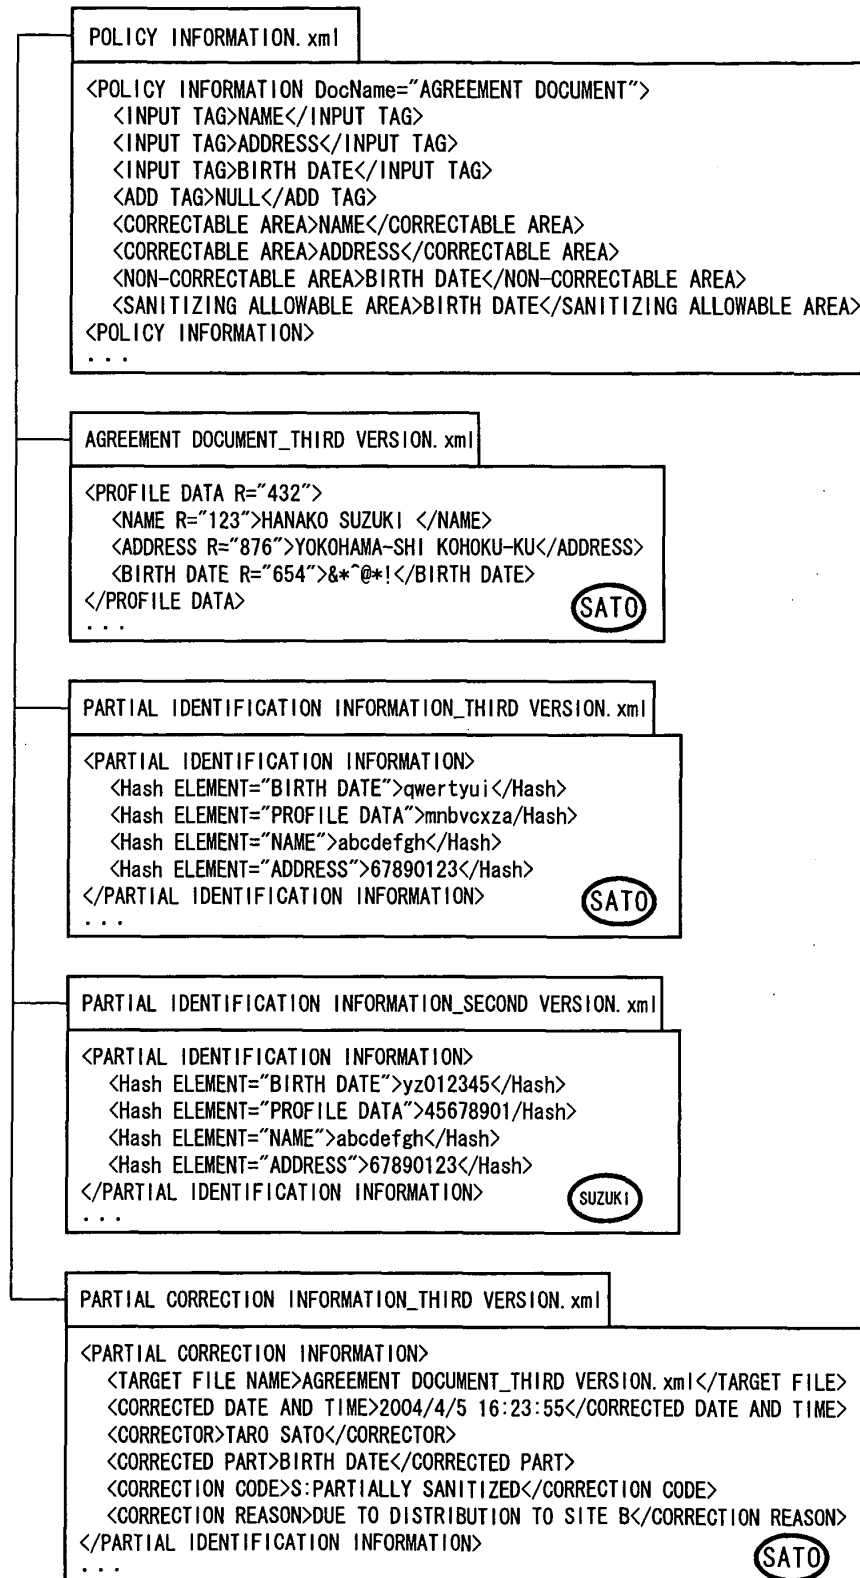 POLICY INFORMATION.xml
<POLICY INFORMATION DocName="AGREEMENT DOCUMENT">
<INPUT TAG>NAME</INPUT TAG>
<INPUT TAG>ADDRESS</INPUT TAG>
<INPUT TAG>BIRTH DATE</INPUT TAG>
<ADD TAG>NULL</ADD TAG>
<CORRECTABLE AREA>NAME</CORRECTABLE AREA>
<CORRECTABLE AREA>ADDRESS</CORRECTABLE AREA>
<NON-CORRECTABLE AREA>BIRTH DATE</NON-CORRECTABLE AREA>
<SANITIZING ALLOWABLE AREA>BIRTH DATE</SANITIZING ALLOWABLE AREA>
<POLICY INFORMATION>
...
AGREEMENT DOCUMENT_THIRD VERSION.xml
<PROFILE DATA R="432">
<NAME R="123">HANAKO SUZUKI </NAME>
<ADDRESS R="876">YOKOHAMA-SHI KOHOKU-KU</ADDRESS>
<BIRTH DATE R="654">&*^@*!</BIRTH DATE>
</PROFILE DATA>
SATO
...
PARTIAL IDENTIFICATION INFORMATION_THIRD VERSION.xml
<PARTIAL IDENTIFICATION INFORMATION>
<Hash ELEMENT="BIRTH DATE">qwertyui</Hash>
<Hash ELEMENT="PROFILE DATA">mnbvcxza/Hash>
<Hash ELEMENT="NAME">abcdefgh</Hash>
<Hash ELEMENT="ADDRESS">67890123</Hash>
</PARTIAL IDENTIFICATION INFORMATION>
SATO
...
PARTIAL IDENTIFICATION INFORMATION_SECOND VERSION.xml
<PARTIAL IDENTIFICATION INFORMATION>
<Hash ELEMENT="BIRTH DATE">yz012345</Hash>
<Hash ELEMENT="PROFILE DATA">45678901/Hash>
<Hash ELEMENT="NAME">abcdefgh</Hash>
<Hash ELEMENT="ADDRESS">67890123</Hash>
</PARTIAL IDENTIFICATION INFORMATION>
SUZUKI
...
PARTIAL CORRECTION INFORMATION_THIRD VERSION.xml
<PARTIAL CORRECTION INFORMATION>
<TARGET FILE NAME>AGREEMENT DOCUMENT_THIRD VERSION.xml</TARGET FILE>
<CORRECTED DATE AND TIME>2004/4/5 16:23:55</CORRECTED DATE AND TIME>
<CORRECTOR>TARO SATO</CORRECTOR>
<CORRECTED PART>BIRTH DATE</CORRECTED PART>
<CORRECTION CODE>S:PARTIALLY SANITIZED</CORRECTION CODE>
<CORRECTION REASON>DUE TO DISTRIBUTION TO SITE B</CORRECTION REASON>
</PARTIAL IDENTIFICATION INFORMATION>
SATO
...